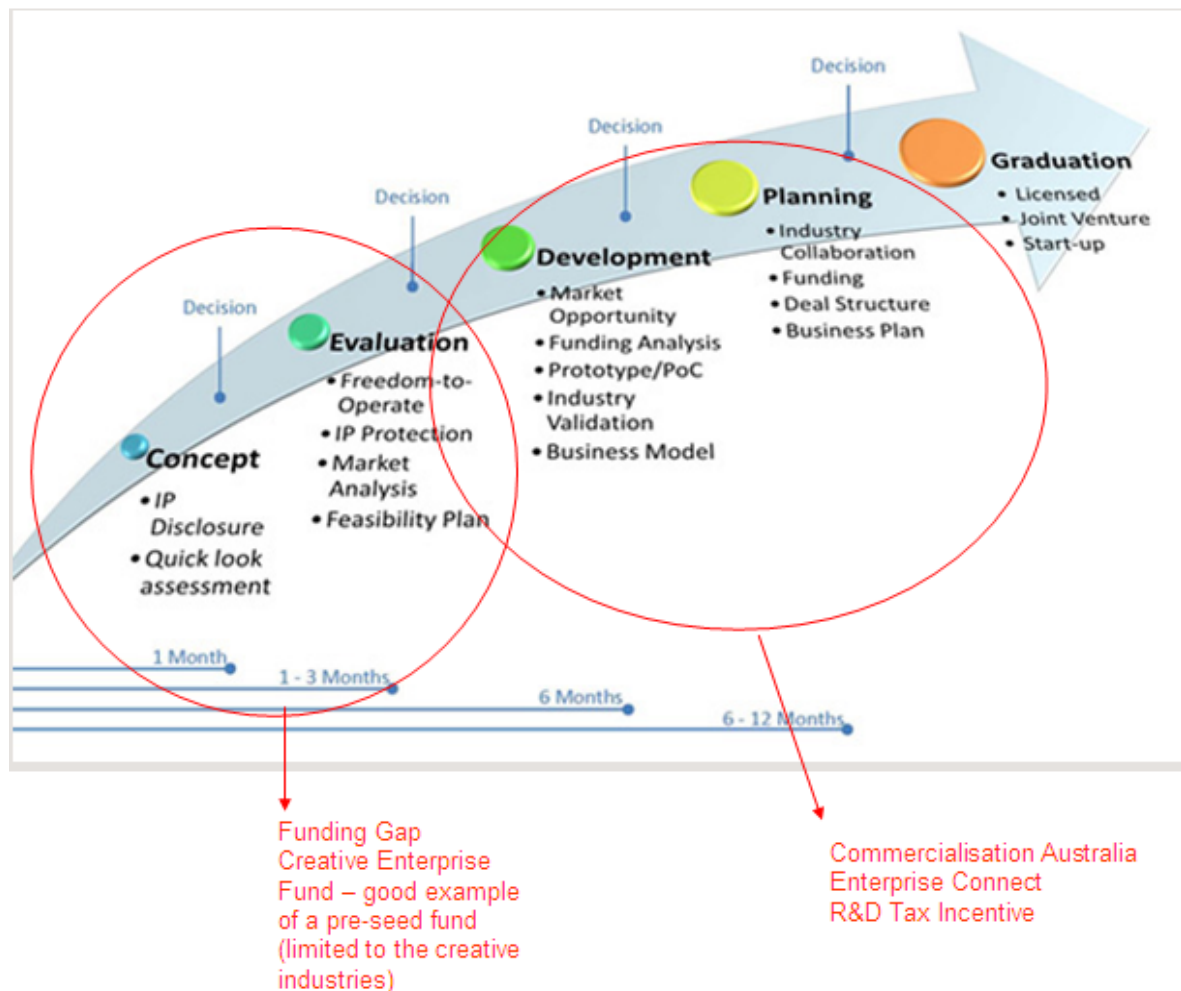 Decision
Concept
• IP
Disclosure
• Quick look
assessment
Decision
Evaluation
• Freedom-to-
Operate
• IP Protection
• Market
Analysis
• Feasibility Plan
Decision
Development
• Market
Opportunity
• Funding Analysis
• Prototype/PoC
• Industry
Validation
• Business Model
Decision
Planning
• Industry
Collaboration
• Funding
• Deal Structure
• Business Plan
Graduation
• Licensed
• Joint Venture
• Start-up
1 Month
1 - 3 Months
6 Months
6 - 12 Months
Funding Gap
Creative Enterprise
Fund – good example
of a pre-seed fund
(limited to the creative
industries)
Commercialisation Australia
Enterprise Connect
R&D Tax Incentive